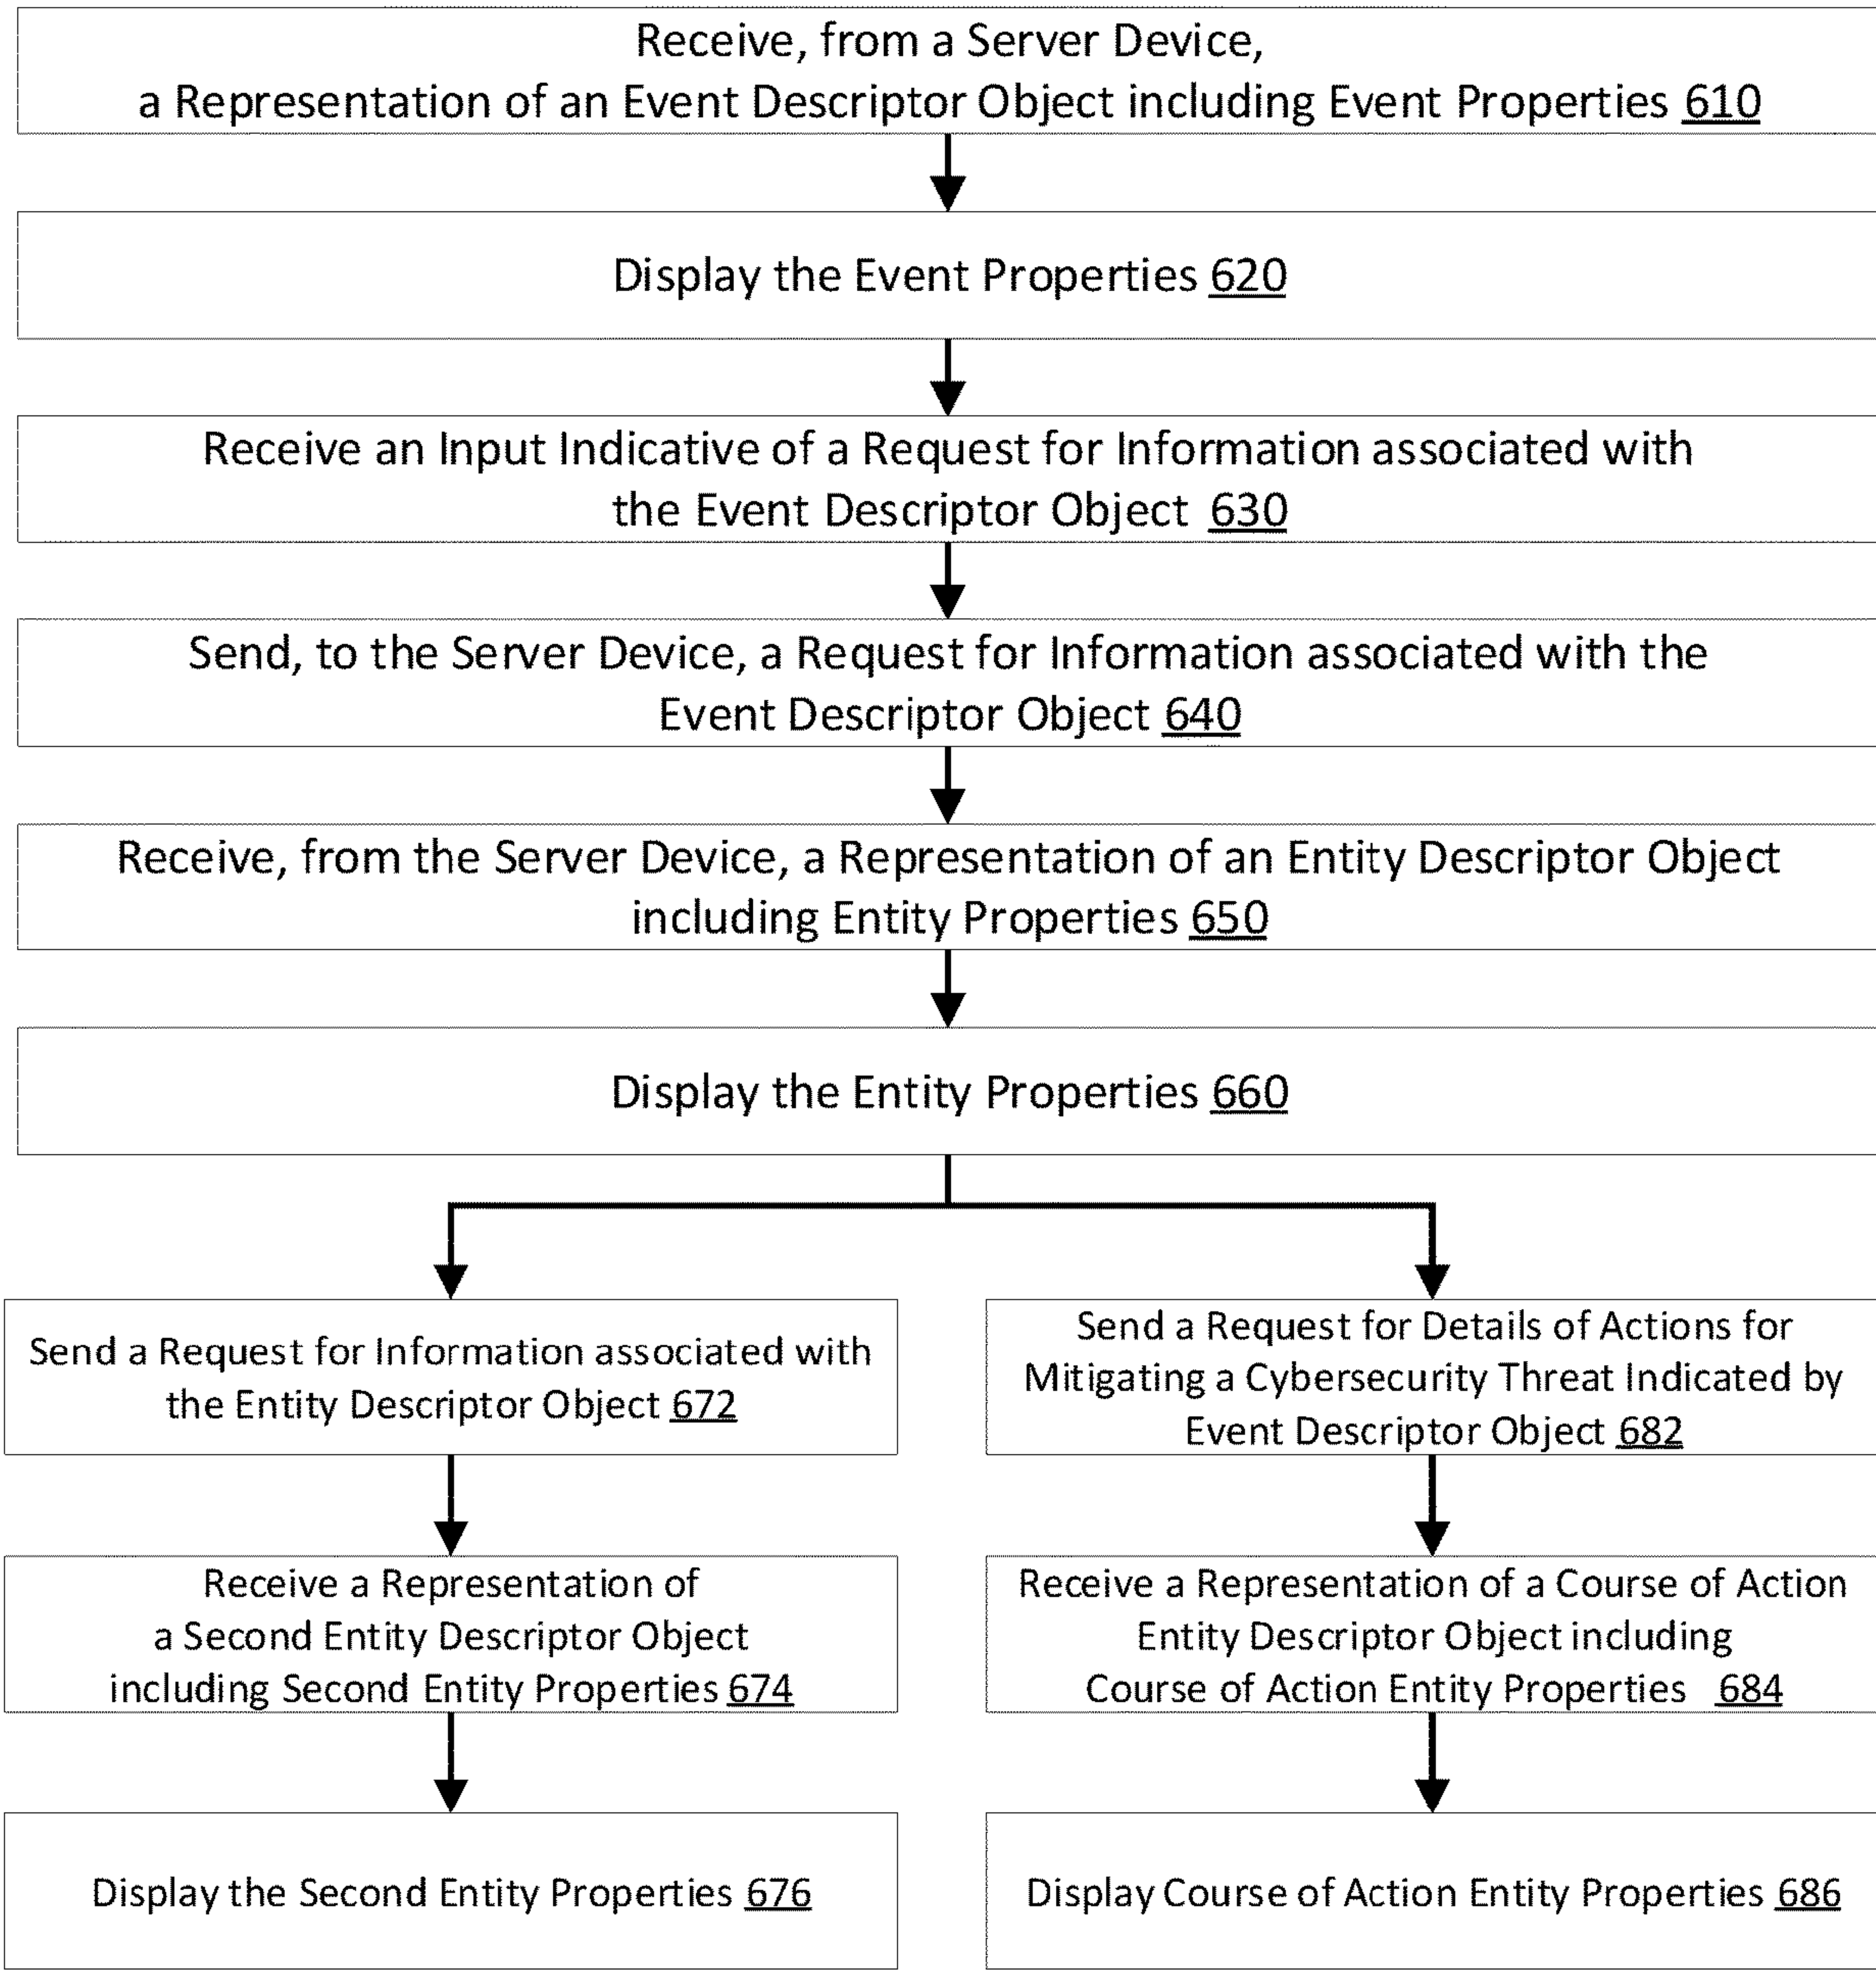 Receive, from a Server Device,
a Representation of an Event Descriptor Object including Event Properties 610
Display the Event Properties 620
Receive an Input Indicative of a Request for Information associated with
the Event Descriptor Object 630
Send, to the Server Device, a Request for Information associated with the
Event Descriptor Object 640
Receive, from the Server Device, a Representation of an Entity Descriptor Object
including Entity Properties 650
Display the Entity Properties 660
Send a Request for Information associated with
the Entity Descriptor Object 672
Receive a Representation of
a Second Entity Descriptor Object
including Second Entity Properties 674
Display the Second Entity Properties 676
Send a Request for Details of Actions for
Mitigating a Cybersecurity Threat Indicated by
Event Descriptor Object 682
Receive a Representation of a Course of Action
Entity Descriptor Object including
Course of Action Entity Properties 684
Display Course of Action Entity Properties 686